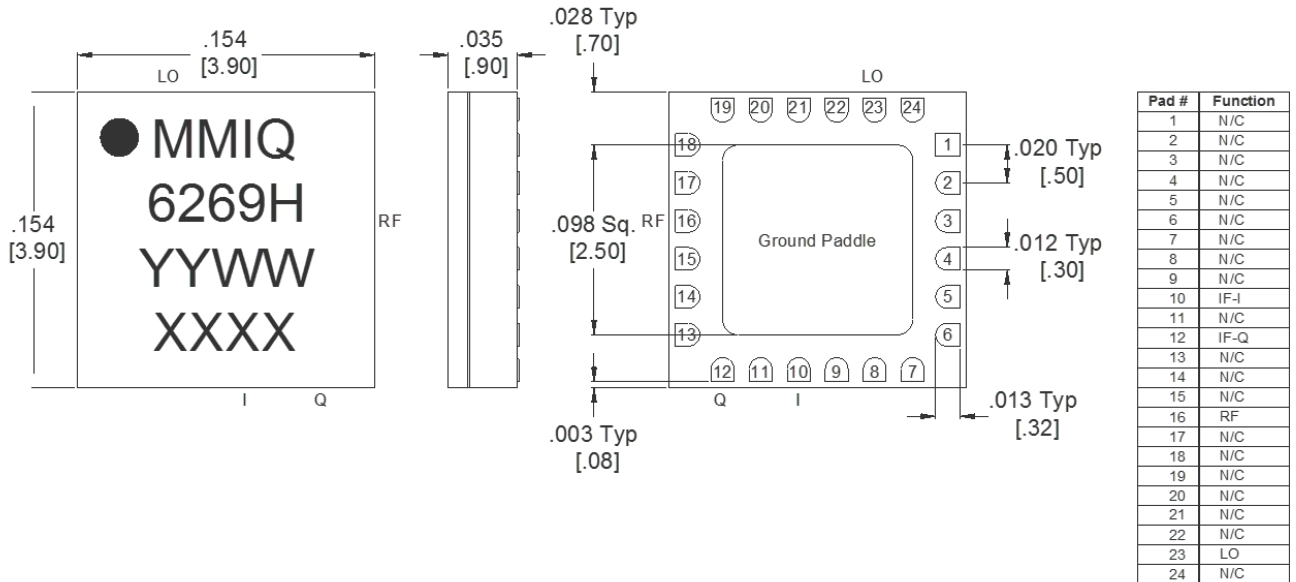 .154
[3.90]
LO
MMIQ
6269H
YYWW
XXXX
.154
[3.90]
RF
I Q
.035
[.90]
.028 Typ
[.70]
LO
19 20 21 22 23 24
18 17 16 15 14 13
1 2 3 4 5 6
12 11 10 9 8 7
RF
.098 Sq.
[2.50]
Ground Paddle
.020 Typ
[.50]
.012 Typ
[.30]
.013 Typ
[.32]
Q I
.003 Typ
[.08]
Pad # Function
1 N/C
2 N/C
3 N/C
4 N/C
5 N/C
6 N/C
7 N/C
8 N/C
9 N/C
10 IF-I
11 N/C
12 IF-Q
13 N/C
14 N/C
15 N/C
16 RF
17 N/C
18 N/C
19 N/C
20 N/C
21 N/C
22 N/C
23 LO
24 N/C